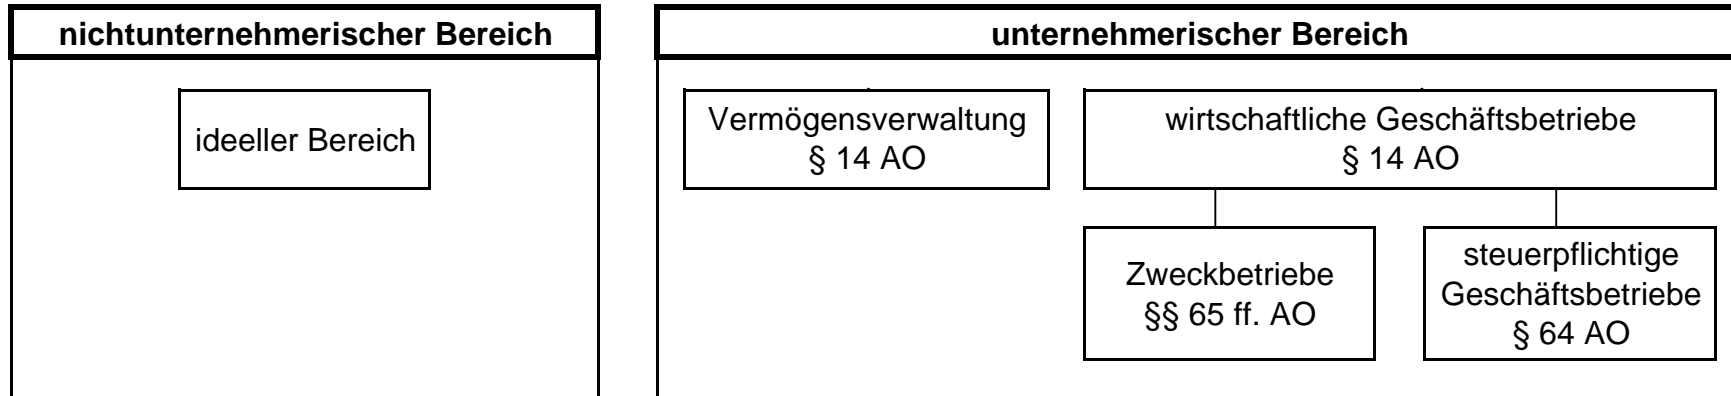 nichtunternehmerischer Bereich
unternehmerischer Bereich
ideeller Bereich
Vermögensverwaltung
§ 14 AO
wirtschaftliche Geschäftsbetriebe
§ 14 AO
Zweckbetriebe
§§ 65 ff. AO
steuerpflichtige
Geschäftsbetriebe
§ 64 AO